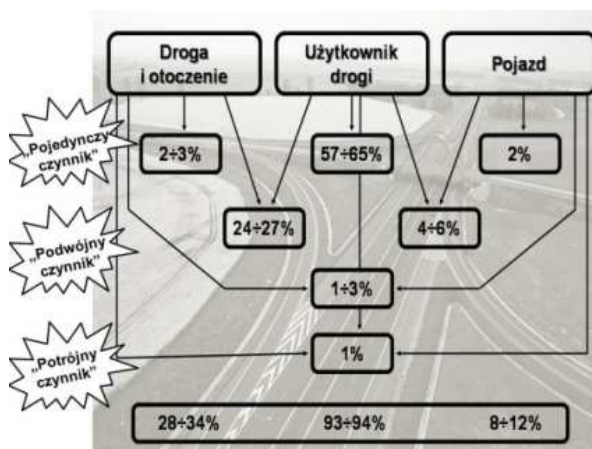 Droga
i otoczenie
Użytkownik
drogi
Pojazd
„Pojedynczy
czynnik”
2÷3%
57÷65%
2%
24÷27%
4÷6%
„Podwójny
czynnik”
1÷3%
1%
„Potrójny
czynnik”
28÷34%
93÷94%
8÷12%